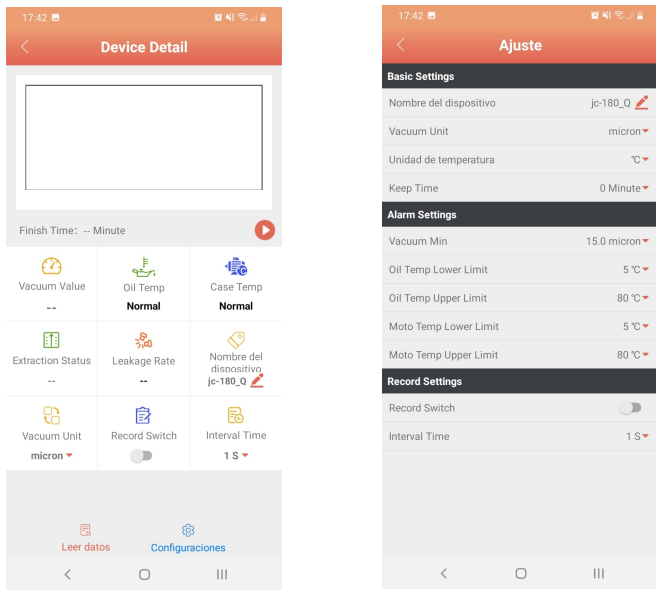 17:42
Device Detail
Finish Time: -- Minute
Vacuum Value
--
Oil Temp
Normal
Case Temp
Normal
Extraction Status
--
Leakage Rate
--
Nombre del
dispositivo
jc-180_Q
Vacuum Unit
micron
Record Switch
Interval Time
1 S
Leer datos
Configuraciones
17:42
Ajuste
Basic Settings
Nombre del dispositivo jc-180_Q
Vacuum Unit micron
Unidad de temperatura °C
Keep Time 0 Minute
Alarm Settings
Vacuum Min 15.0 micron
Oil Temp Lower Limit 5 °C
Oil Temp Upper Limit 80 °C
Moto Temp Lower Limit 5 °C
Moto Temp Upper Limit 80 °C
Record Settings
Record Switch
Interval Time 1 S